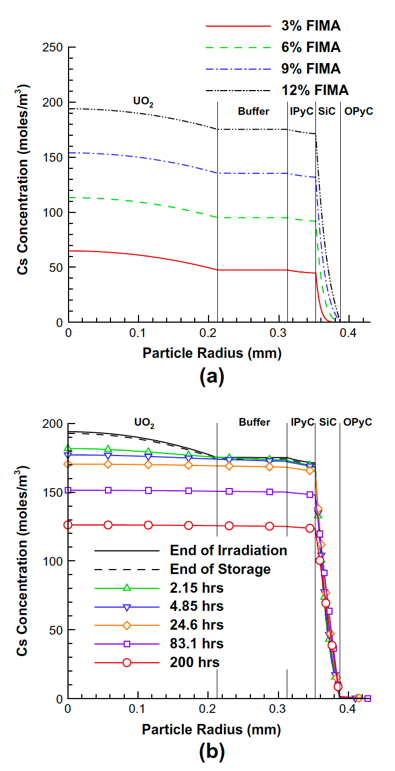 3% FIMA
6% FIMA
9% FIMA
12% FIMA
250
200
150
100
50
0
Cs Concentration (moles/m³)
UO₂
Buffer
IPyC
SiC
OPyC
0
0.1
0.2
0.3
0.4
Particle Radius (mm)
(a)
200
150
100
50
0
Cs Concentration (moles/m³)
UO₂
Buffer
IPyC
SiC
OPyC
End of Irradiation
End of Storage
2.15 hrs
4.85 hrs
24.6 hrs
83.1 hrs
200 hrs
0
0.1
0.2
0.3
0.4
Particle Radius (mm)
(b)